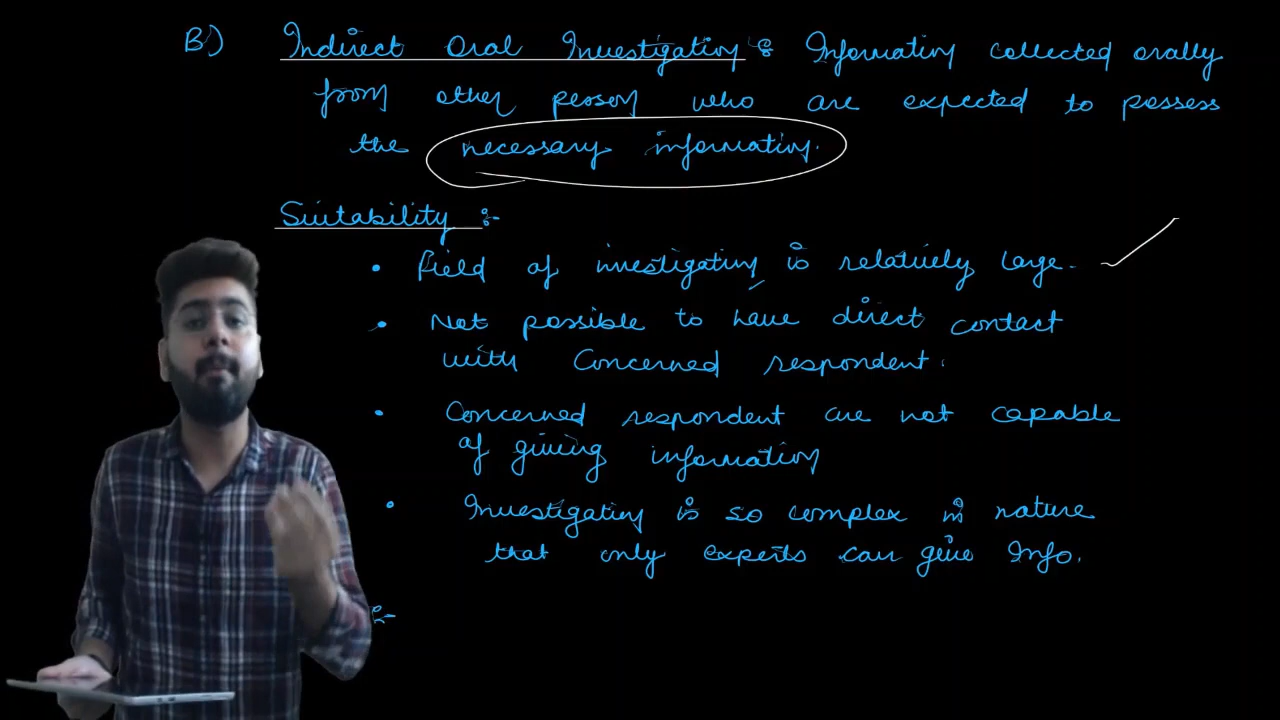 B) Indirect Oral Investigation : Information collected orally
from other person who are expected to possess
the necessary information.
Suitability :-
• Field of investigation is relatively large.
• Not possible to have direct contact
with Concerned respondent.
• Concerned respondent are not capable
of giving information
• Investigation is so complex in nature
that only experts can give Info.
:-